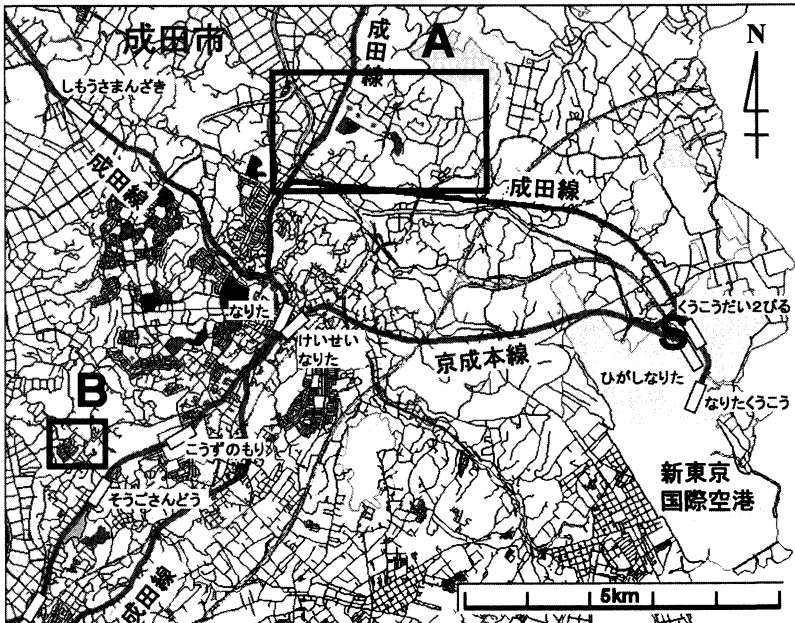 成田市
成田線
A
N
しもうさまんざき
成田線
成田線
くうこうだい2びる
S
なりた
けいせい
なりた
京成本線
ひがしなりた
なりたくうこう
B
こうずのもり
そうごさんどう
新東京
国際空港
成田線
5km